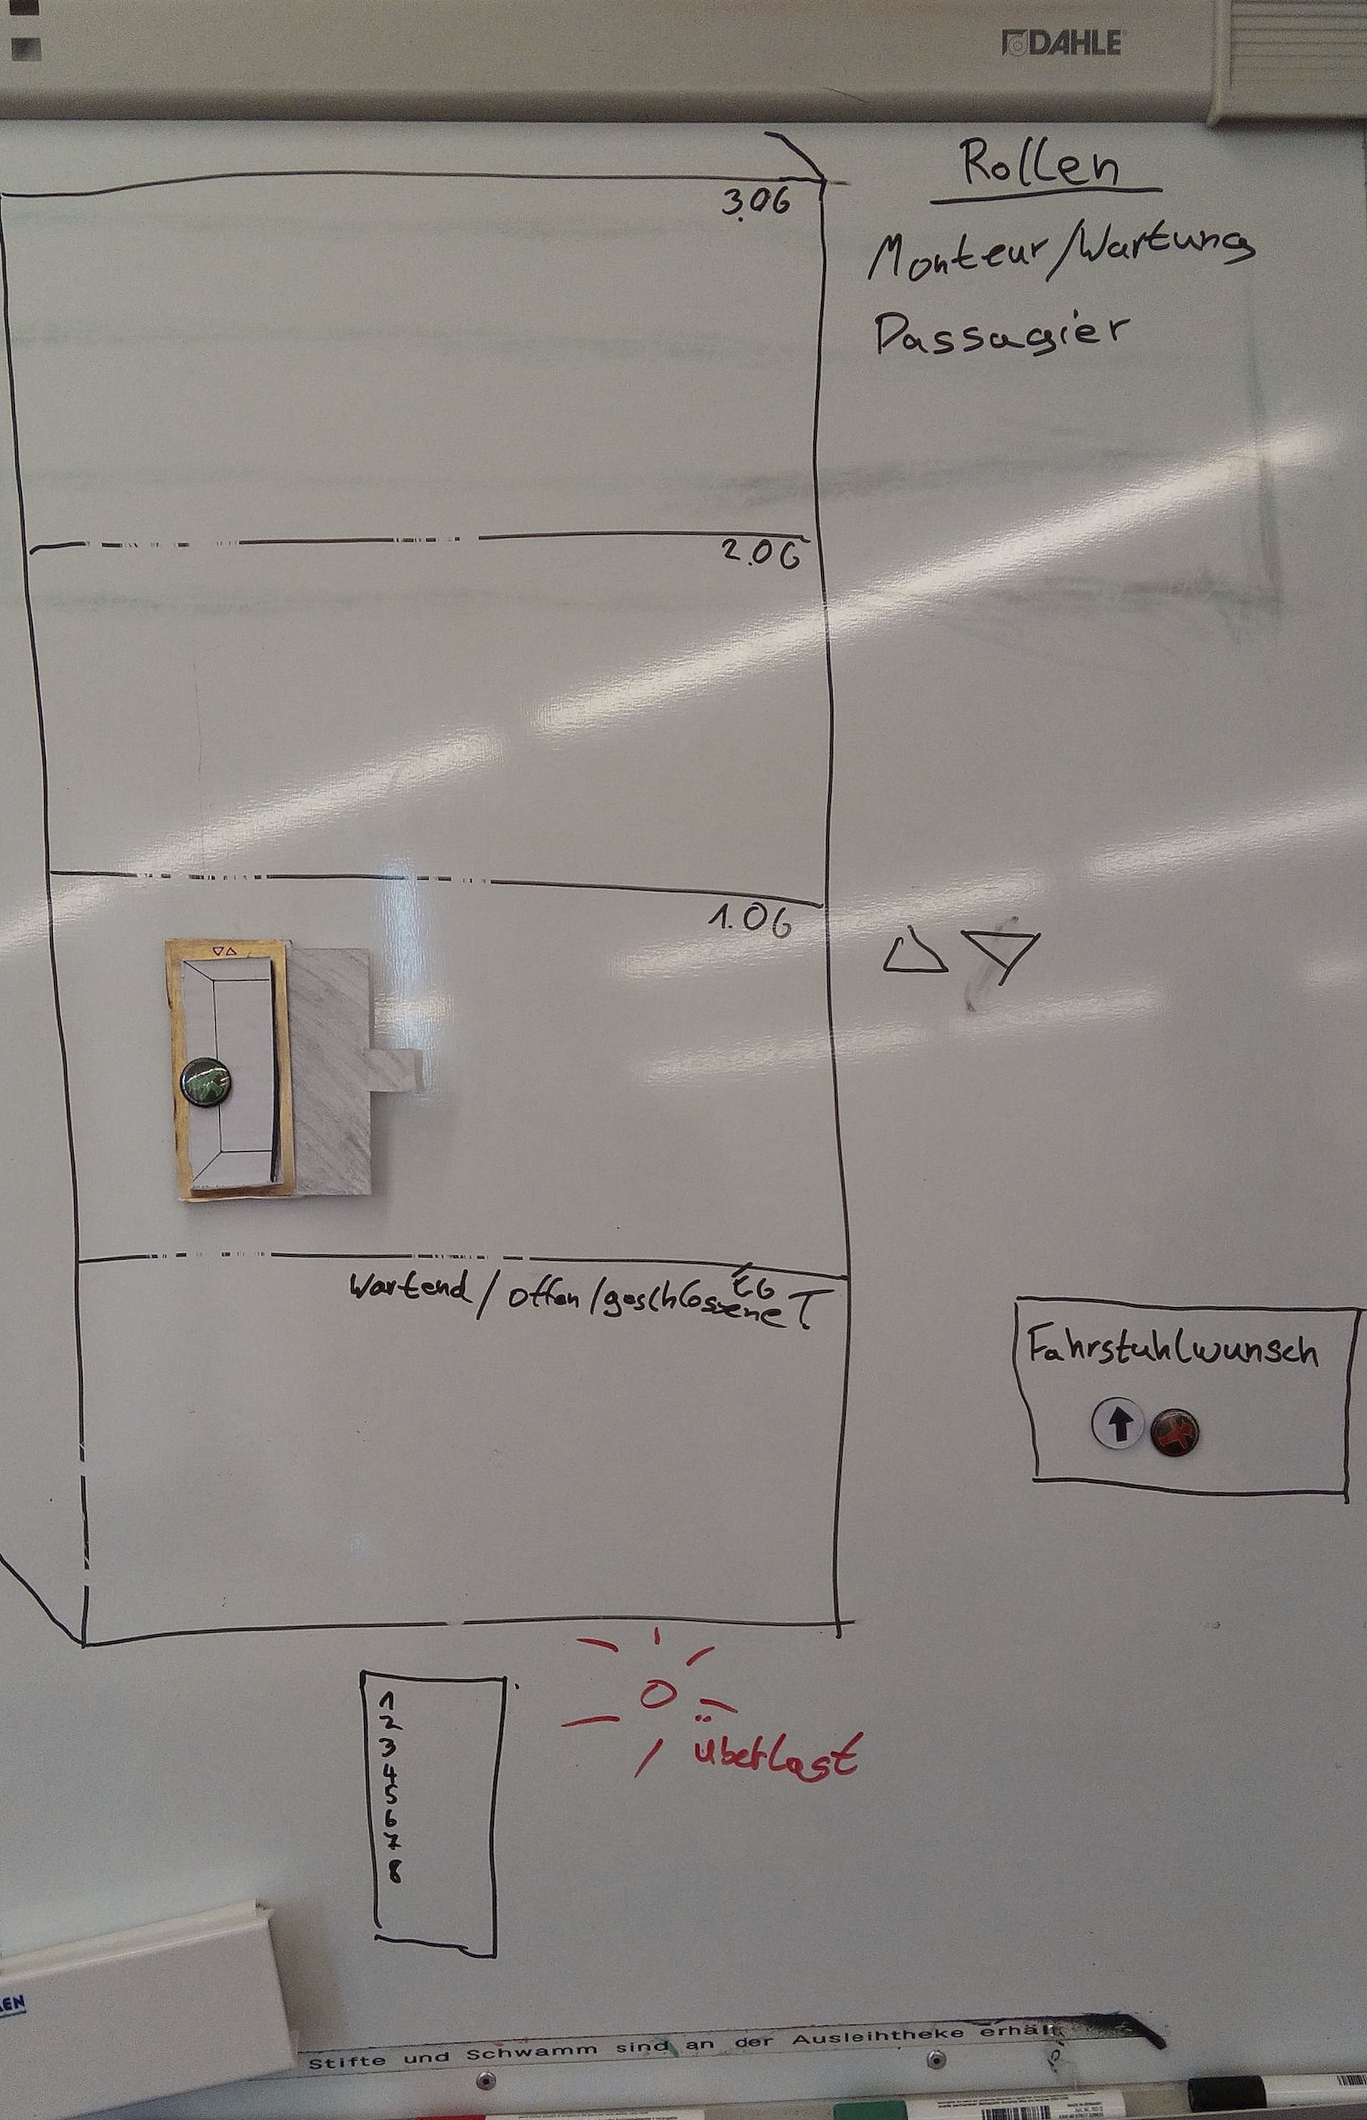 DAHLE
Rollen
Monteur/Wartung
Passagier
3.OG
2.OG
1.OG
EG
Wartend / offen / geschlossene T.
Fahrstuhlwunsch
Überlast
1
2
3
4
5
6
7
8
Stifte und Schwamm sind an der Ausleihtheke erhält